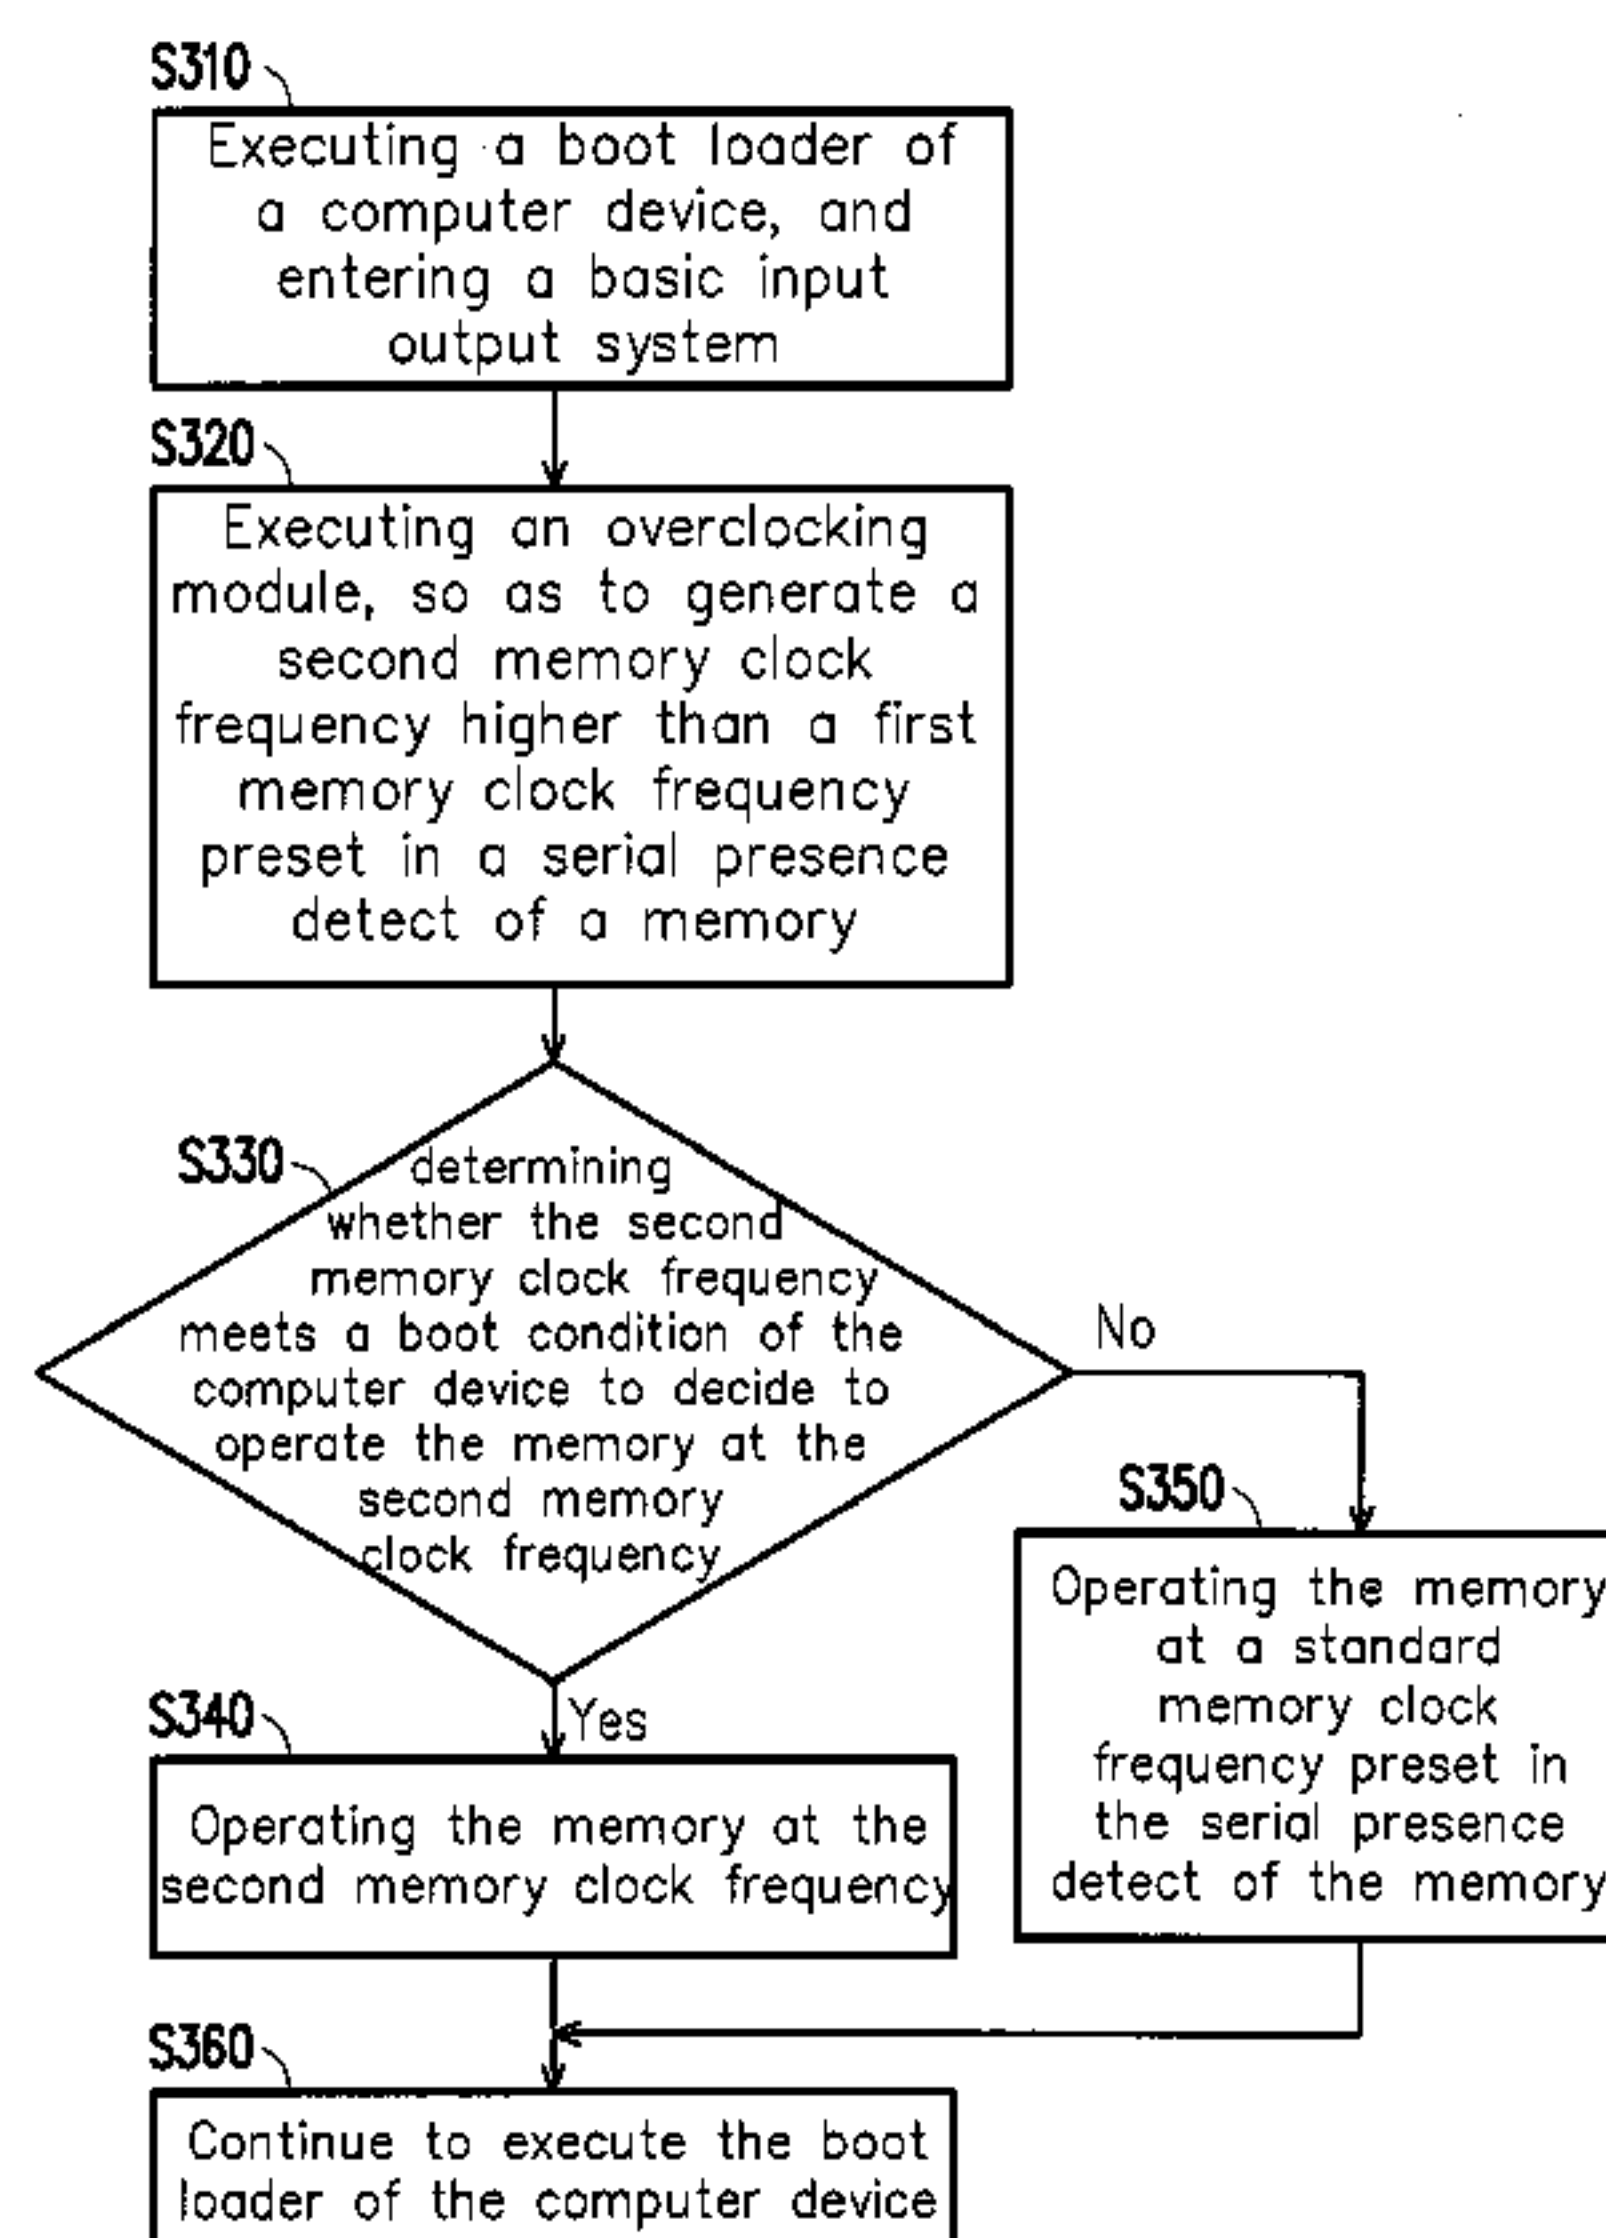 S310
Executing a boot loader of
a computer device, and
entering a basic input
output system
S320
Executing an overclocking
module, so as to generate a
second memory clock
frequency higher than a first
memory clock frequency
preset in a serial presence
detect of a memory
S330
determining
whether the second
memory clock frequency
meets a boot condition of the
computer device to decide to
operate the memory at the
second memory
clock frequency
No
S350
Operating the memory
at a standard
memory clock
frequency preset in
the serial presence
detect of the memory
Yes
S340
Operating the memory at the
second memory clock frequency
S360
Continue to execute the boot
loader of the computer device